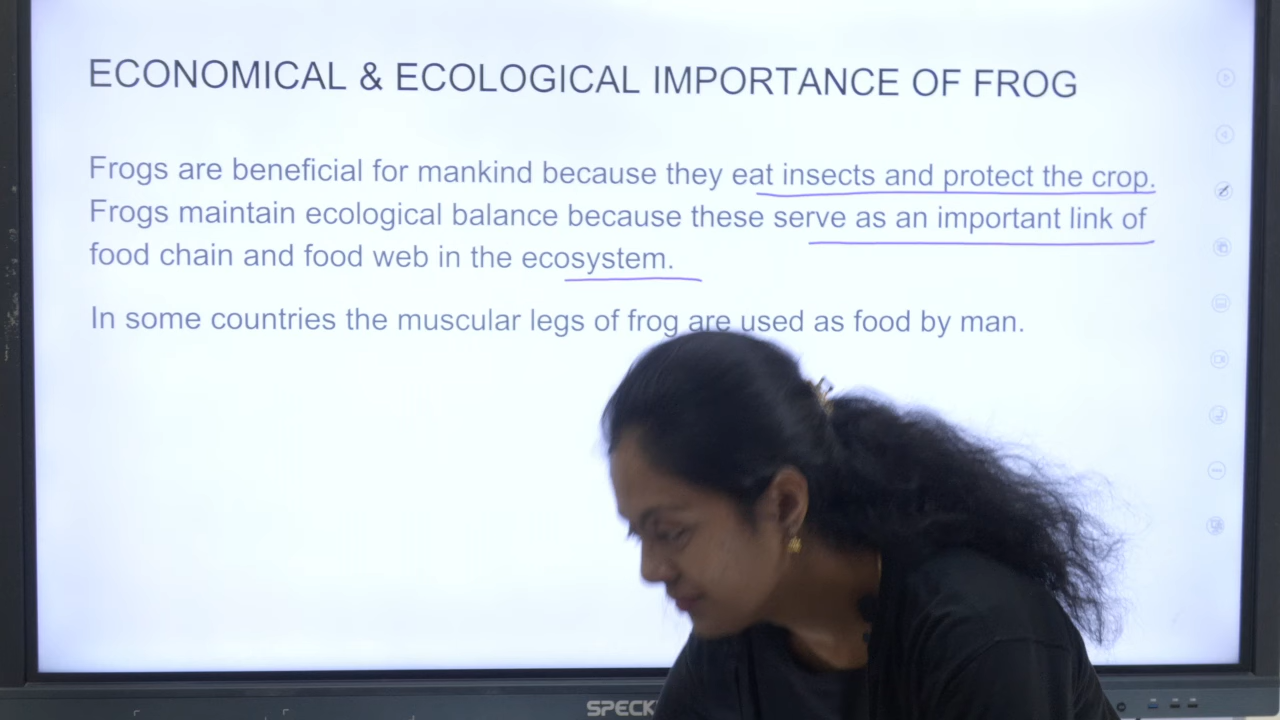 ECONOMICAL & ECOLOGICAL IMPORTANCE OF FROG
Frogs are beneficial for mankind because they eat insects and protect the crop.
Frogs maintain ecological balance because these serve as an important link of
food chain and food web in the ecosystem.
In some countries the muscular legs of frog are used as food by man.
SPECK